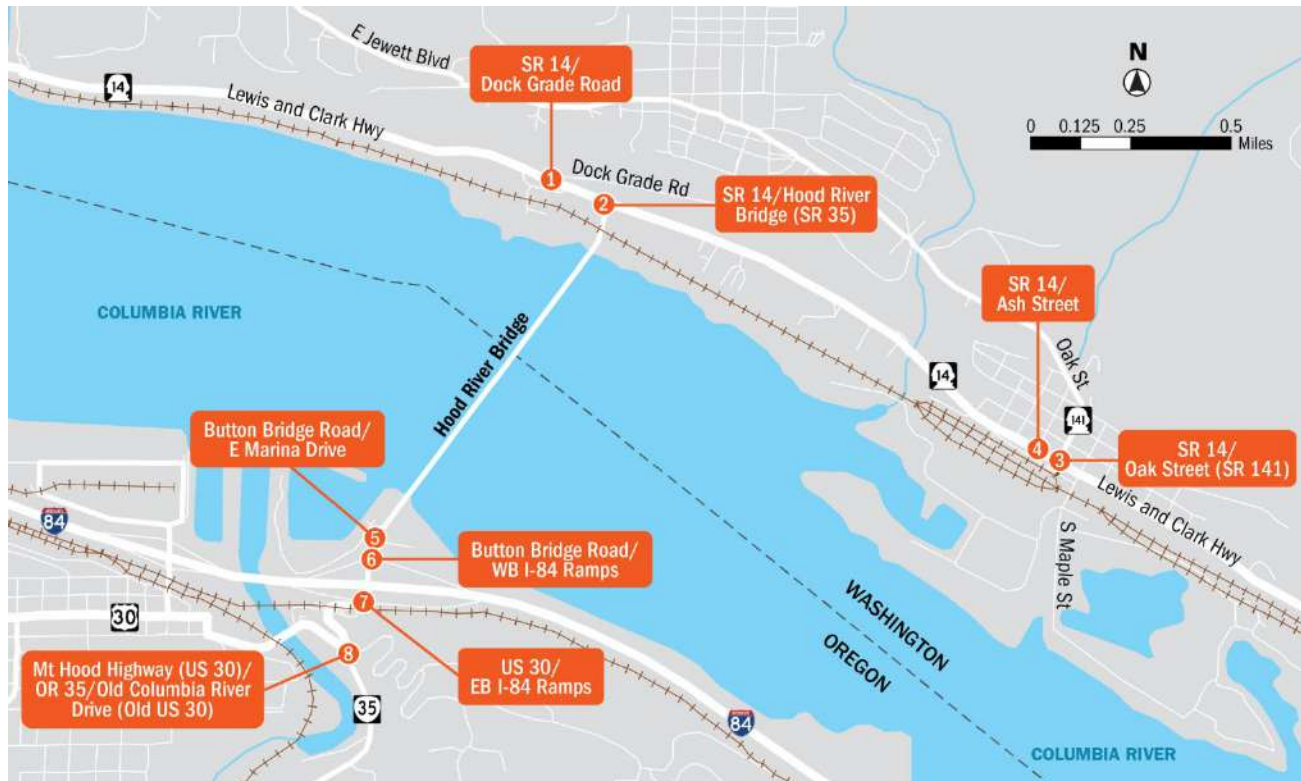 E Jewett Blvd
SR 14/
Dock Grade Road
N
0 0.125 0.25 0.5
Miles
14
Lewis and Clark Hwy
1
Dock Grade Rd
2
SR 14/Hood River
Bridge (SR 35)
SR 14/
Ash Street
COLUMBIA RIVER
Hood River Bridge
14
Oak St
141
4
3
SR 14/
Oak Street (SR 141)
Lewis and Clark Hwy
Button Bridge Road/
E Marina Drive
84
5
6
Button Bridge Road/
WB I-84 Ramps
S Maple St
WASHINGTON
OREGON
7
30
8
Mt Hood Highway (US 30)/
OR 35/Old Columbia River
Drive (Old US 30)
US 30/
EB I-84 Ramps
35
84
COLUMBIA RIVER